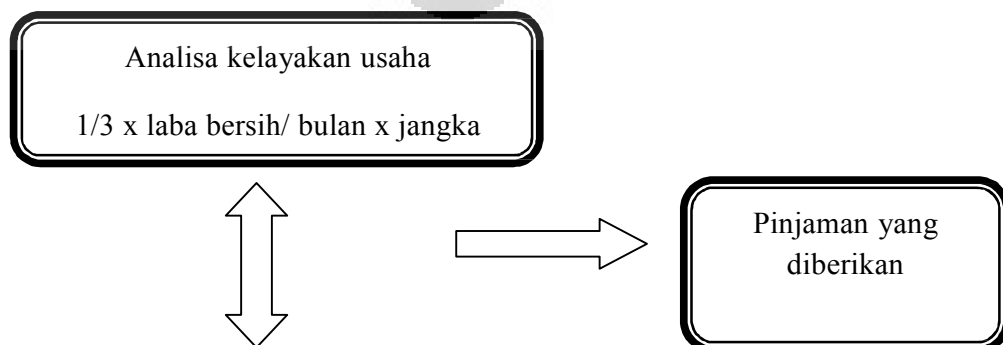 Analisa kelayakan usaha
1/3 x laba bersih/ bulan x jangka
Pinjaman yang
diberikan